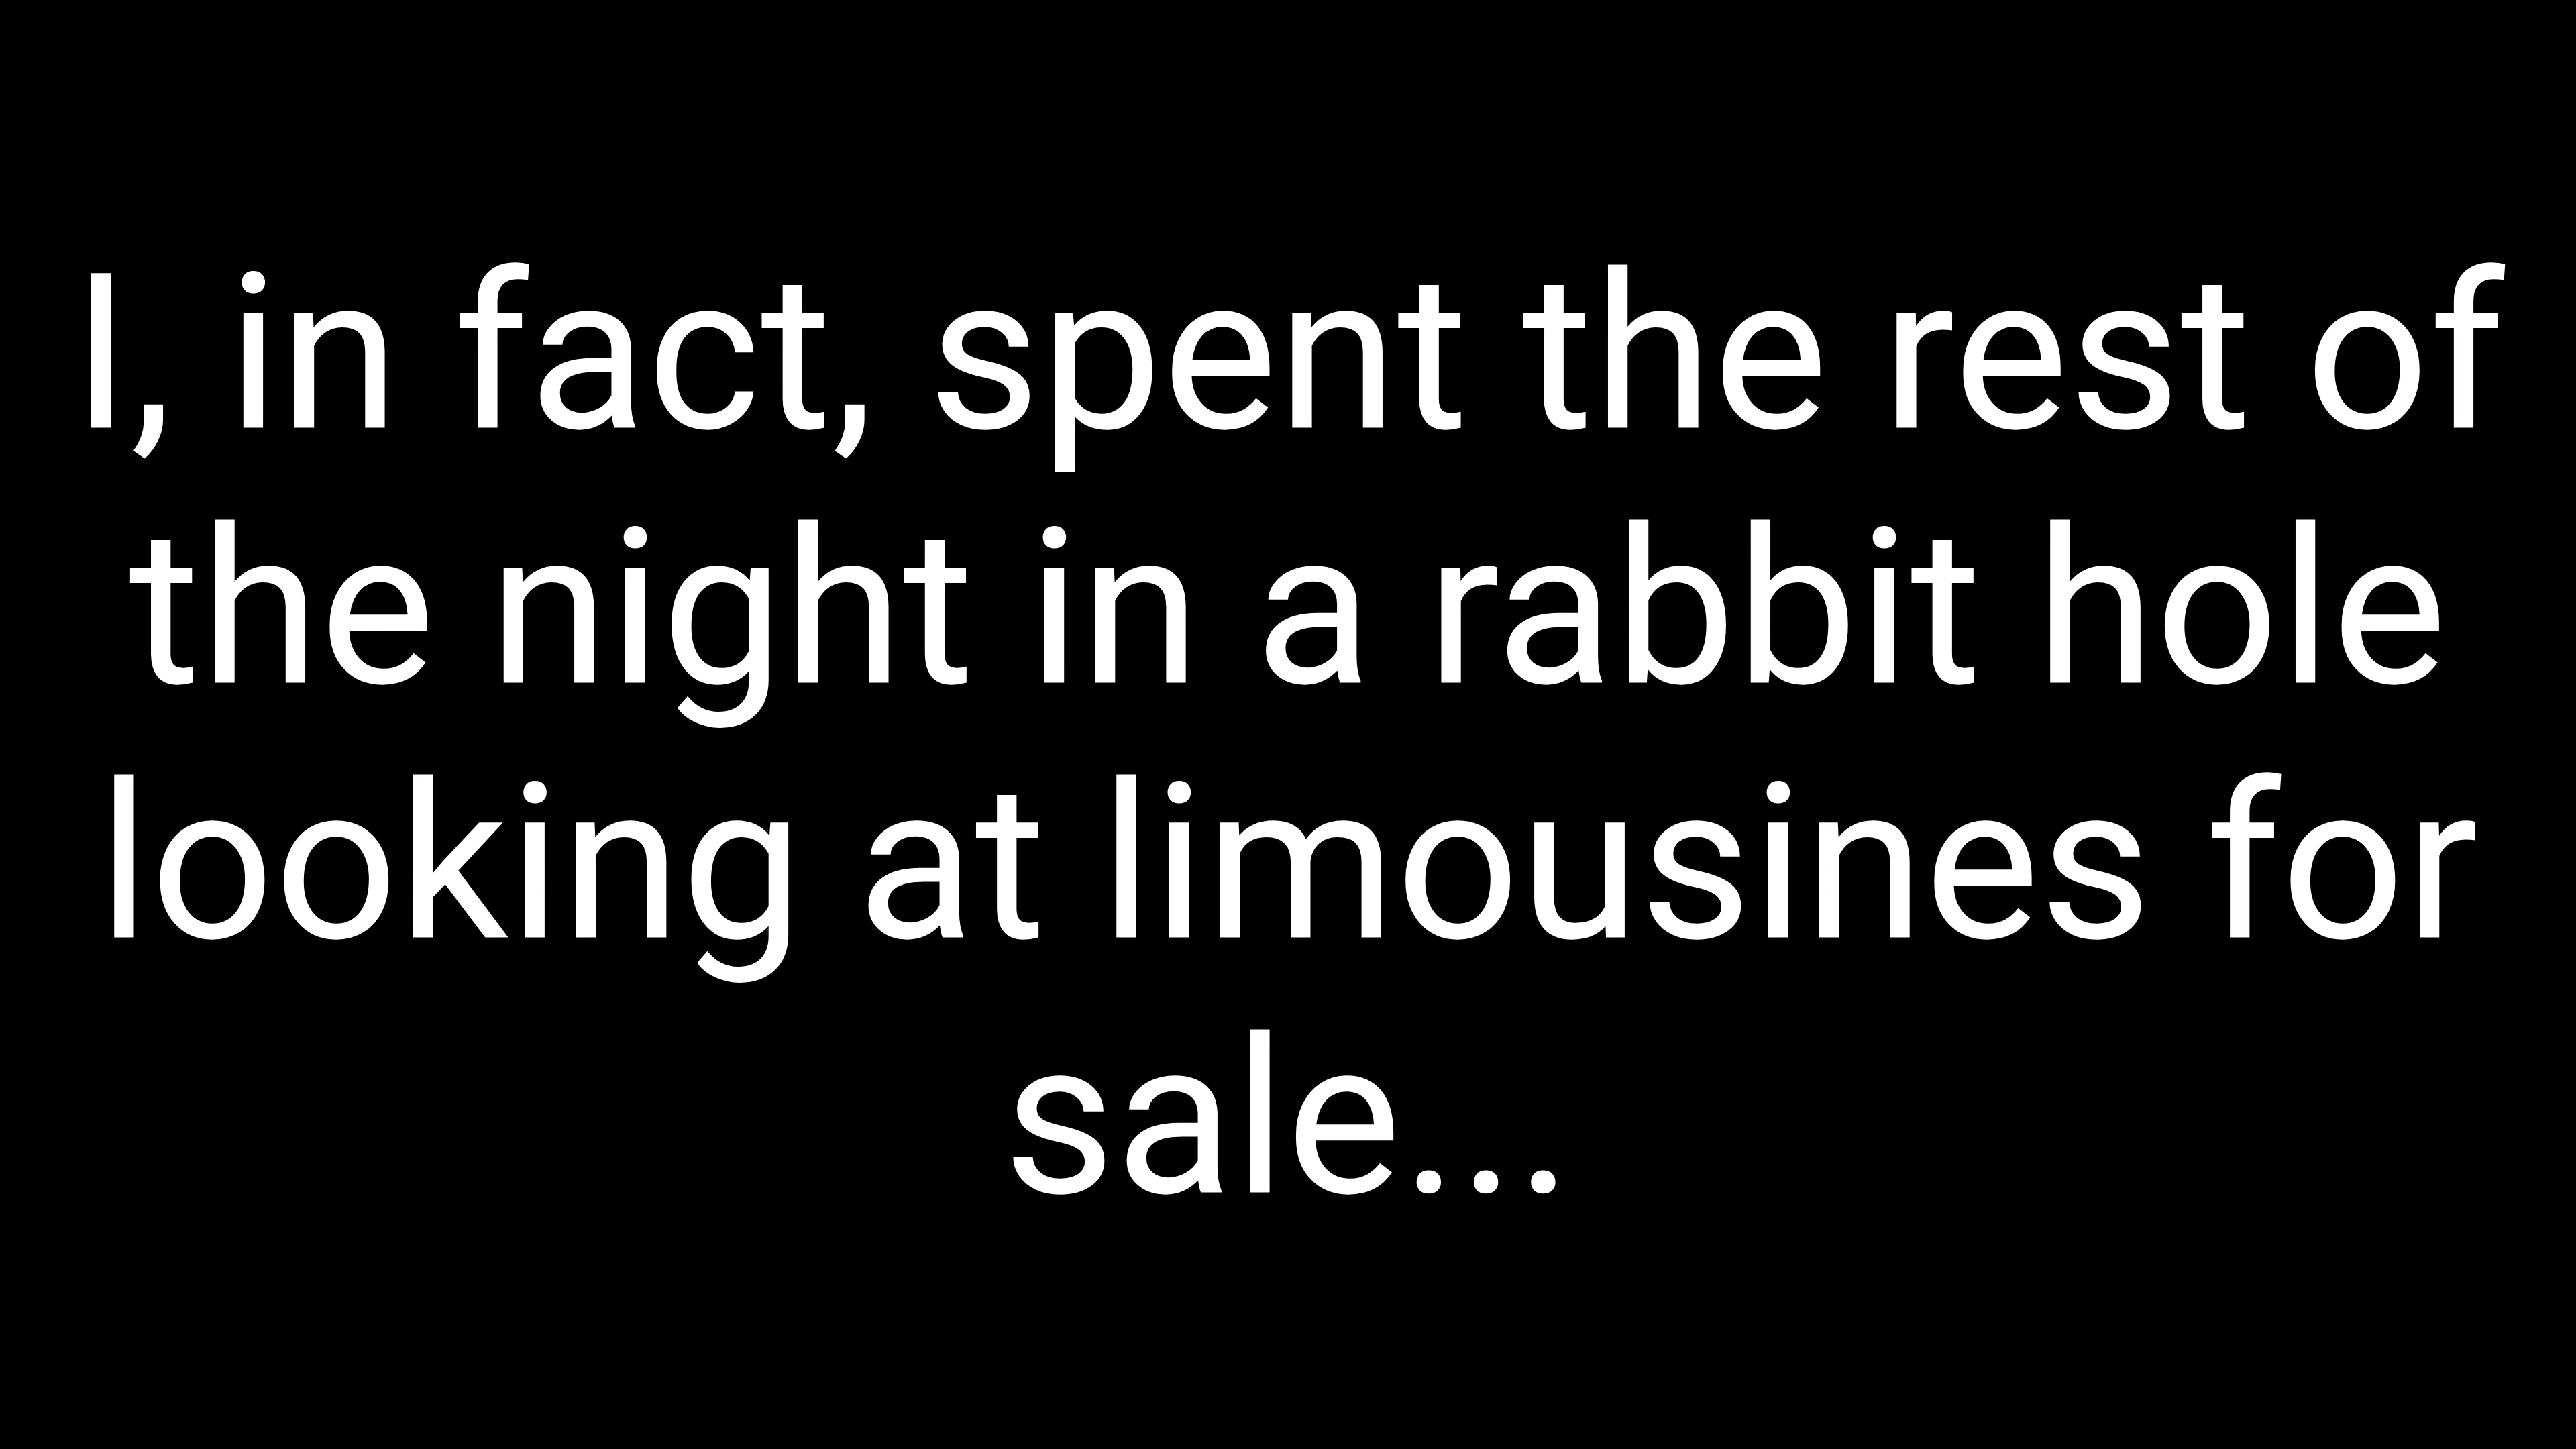 I, in fact, spent the rest of
the night in a rabbit hole
looking at limousines for
sale...